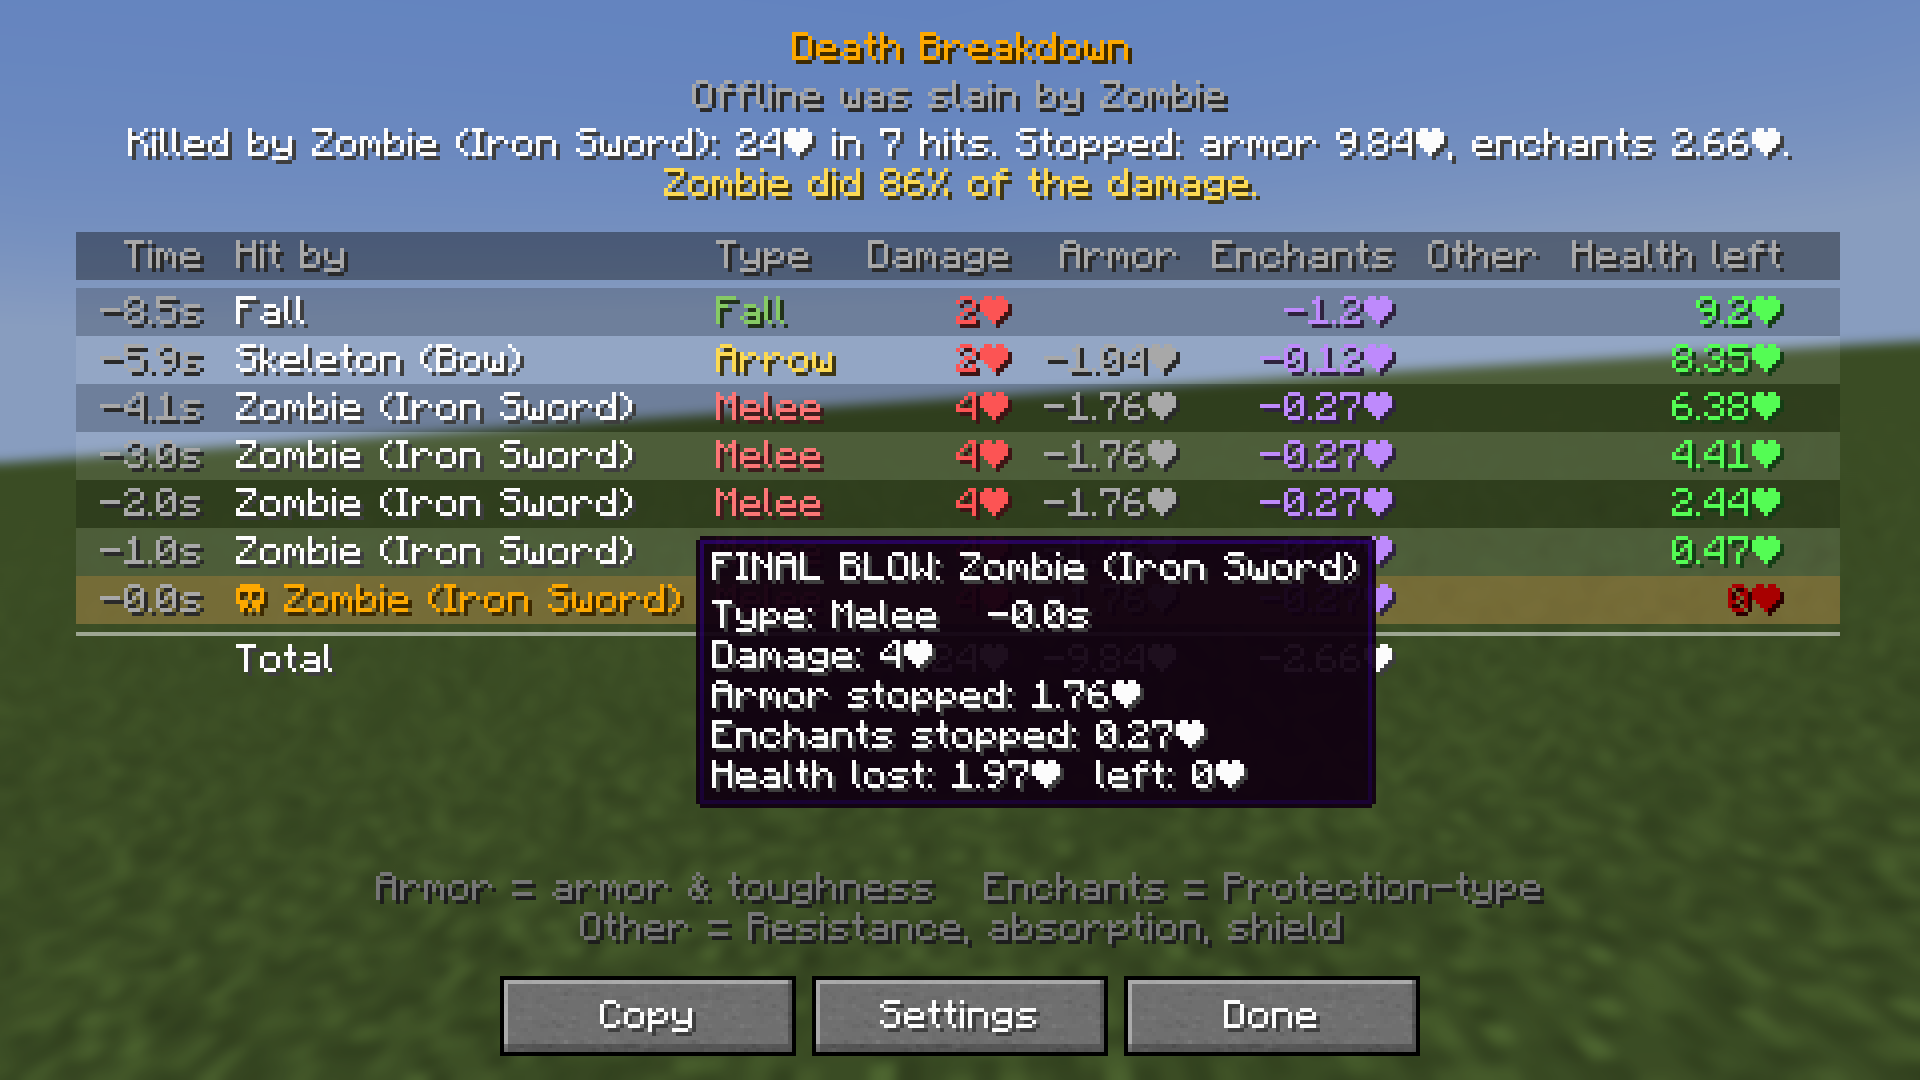 Death Breakdown
Offline was slain by Zombie
Killed by Zombie (Iron Sword): 24♥ in 7 hits. Stopped: armor 9.84♥, enchants 2.66♥.
Zombie did 86% of the damage.
Time Hit by Type Damage Armor Enchants Other Health left
-8.5s Fall Fall 2♥ -1.2♥ 9.2♥
-5.9s Skeleton (Bow) Arrow 2♥ -1.04♥ -0.12♥ 8.35♥
-4.1s Zombie (Iron Sword) Melee 4♥ -1.76♥ -0.27♥ 6.38♥
-3.0s Zombie (Iron Sword) Melee 4♥ -1.76♥ -0.27♥ 4.41♥
-2.0s Zombie (Iron Sword) Melee 4♥ -1.76♥ -0.27♥ 2.44♥
-1.0s Zombie (Iron Sword) 0.47♥
-0.0s ☠ Zombie (Iron Sword) 0♥
Total 24♥ -9.84♥ -2.66♥
FINAL BLOW: Zombie (Iron Sword)
Type: Melee -0.0s
Damage: 4♥
Armor stopped: 1.76♥
Enchants stopped: 0.27♥
Health lost: 1.97♥ left: 0♥
Armor = armor & toughness Enchants = Protection-type
Other = Resistance, absorption, shield
Copy Settings Done